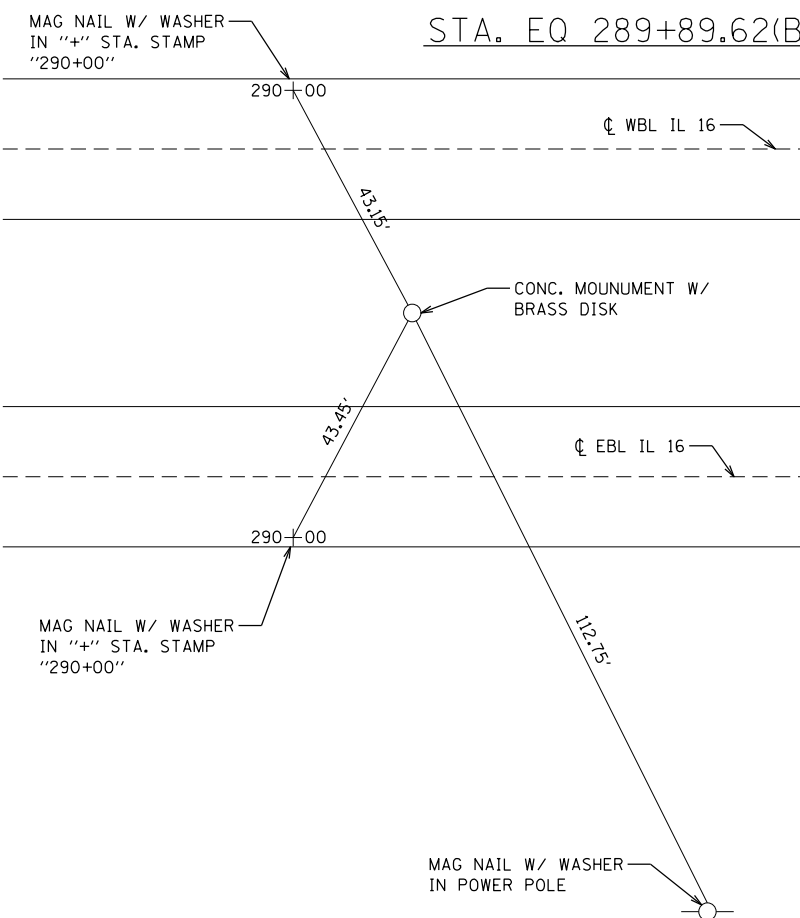 MAG NAIL W/ WASHER
IN "+" STA. STAMP
"290+00"
STA. EQ 289+89.62(B
290+00
℄ WBL IL 16
43.15'
CONC. MOUNUMENT W/
BRASS DISK
43.45'
℄ EBL IL 16
290+00
MAG NAIL W/ WASHER
IN "+" STA. STAMP
"290+00"
112.75'
MAG NAIL W/ WASHER
IN POWER POLE